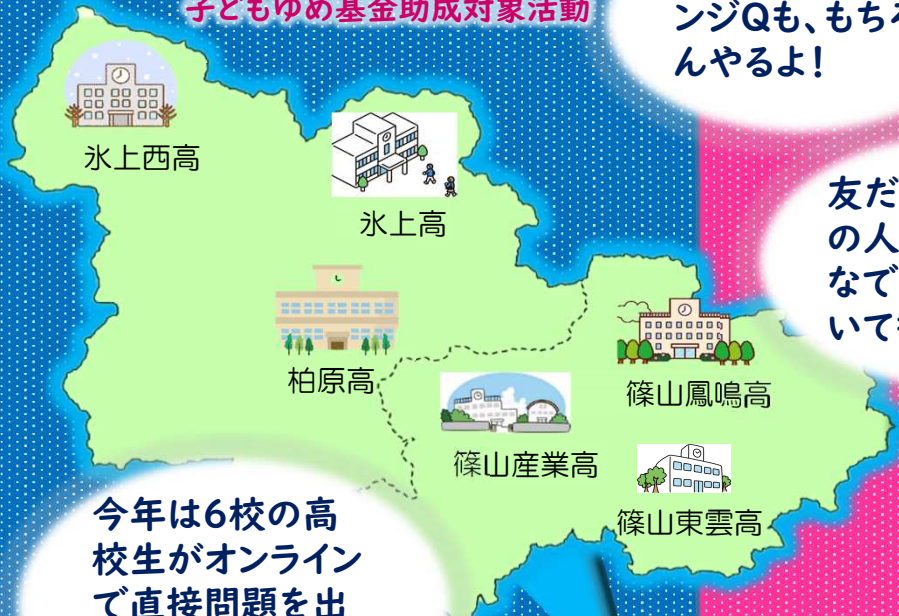 子どもゆめ基金助成対象活動
ンジQも、もちろ
んやるよ!
氷上西高
氷上高
友だ
の人
なで
いて
柏原高
篠山鳳鳴高
篠山産業高
篠山東雲高
今年は6校の高
校生がオンライン
で直接問題を出